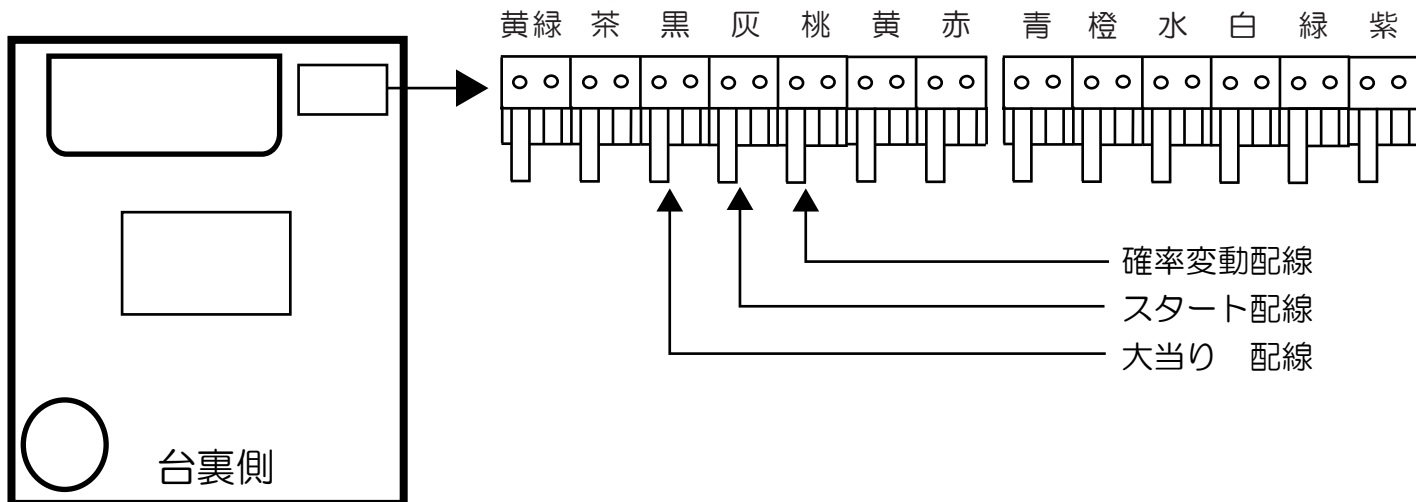 黄緑 茶 黒 灰 桃 黄 赤 青 橙 水 白 緑 紫
確率変動配線
スタート配線
大当り　配線
台裏側